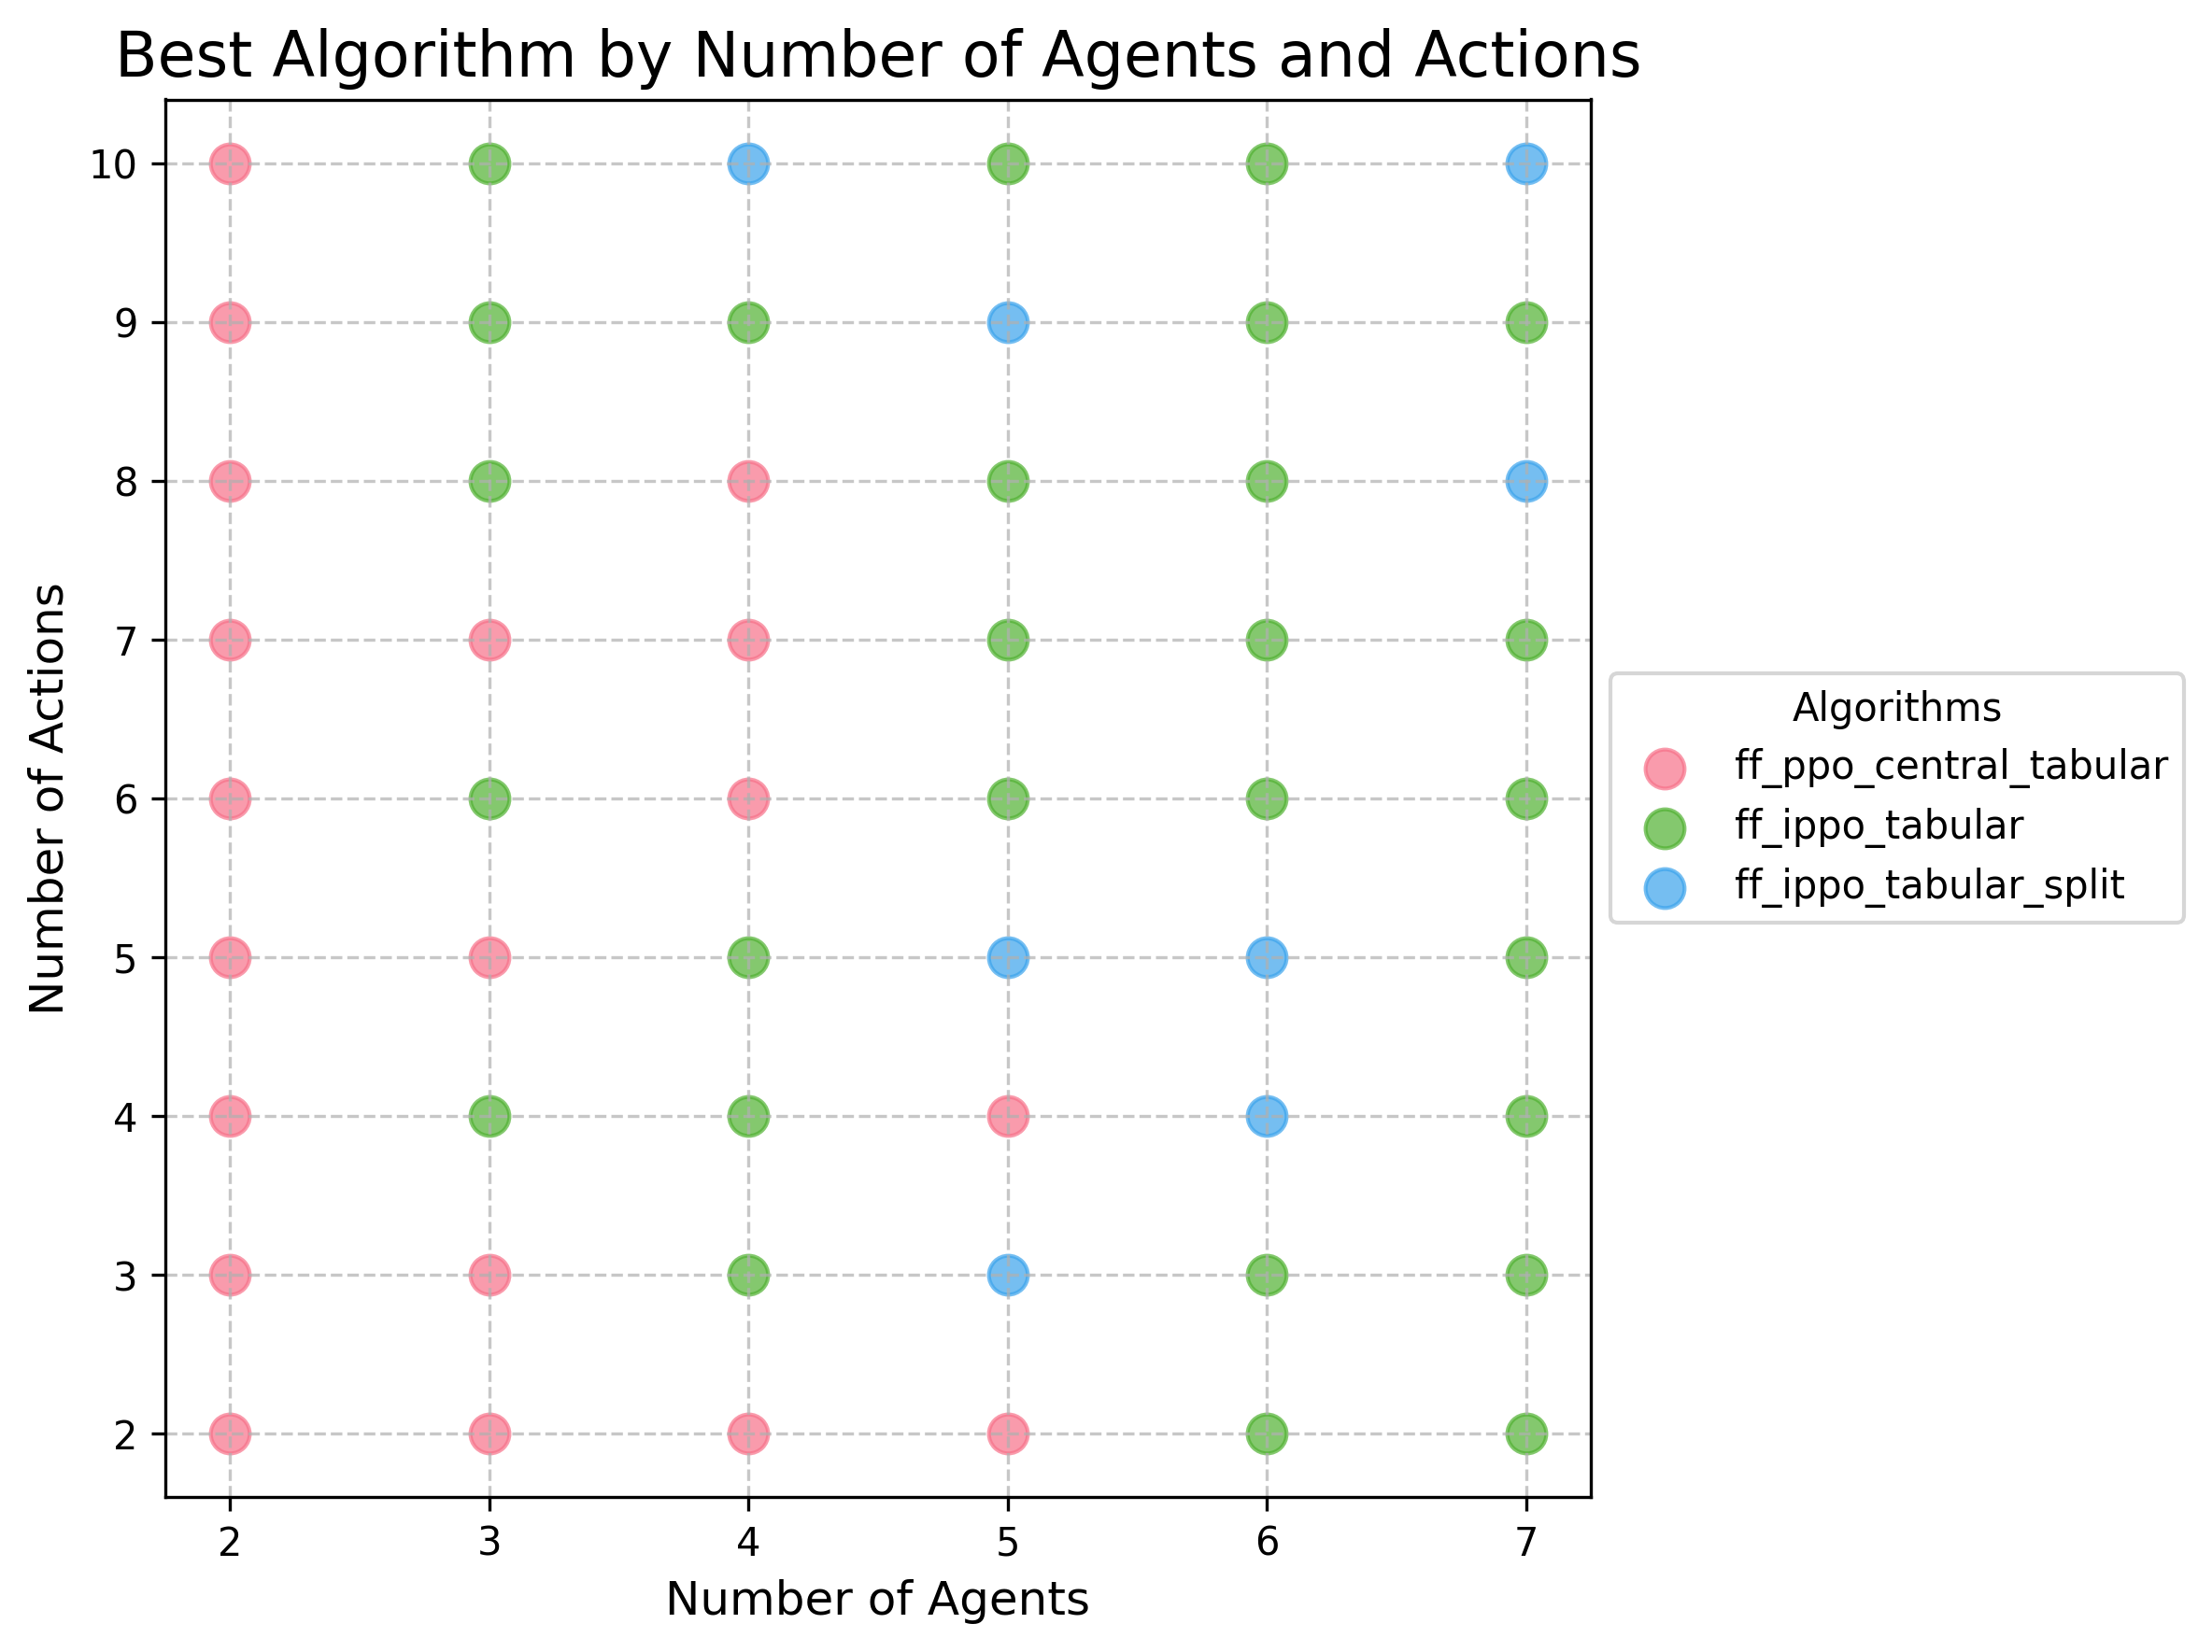 Best Algorithm by Number of Agents and Actions
Number of Actions
10
9
8
7
6
5
4
3
2
2 3 4 5 6 7
Number of Agents
Algorithms
ff_ppo_central_tabular
ff_ippo_tabular
ff_ippo_tabular_split